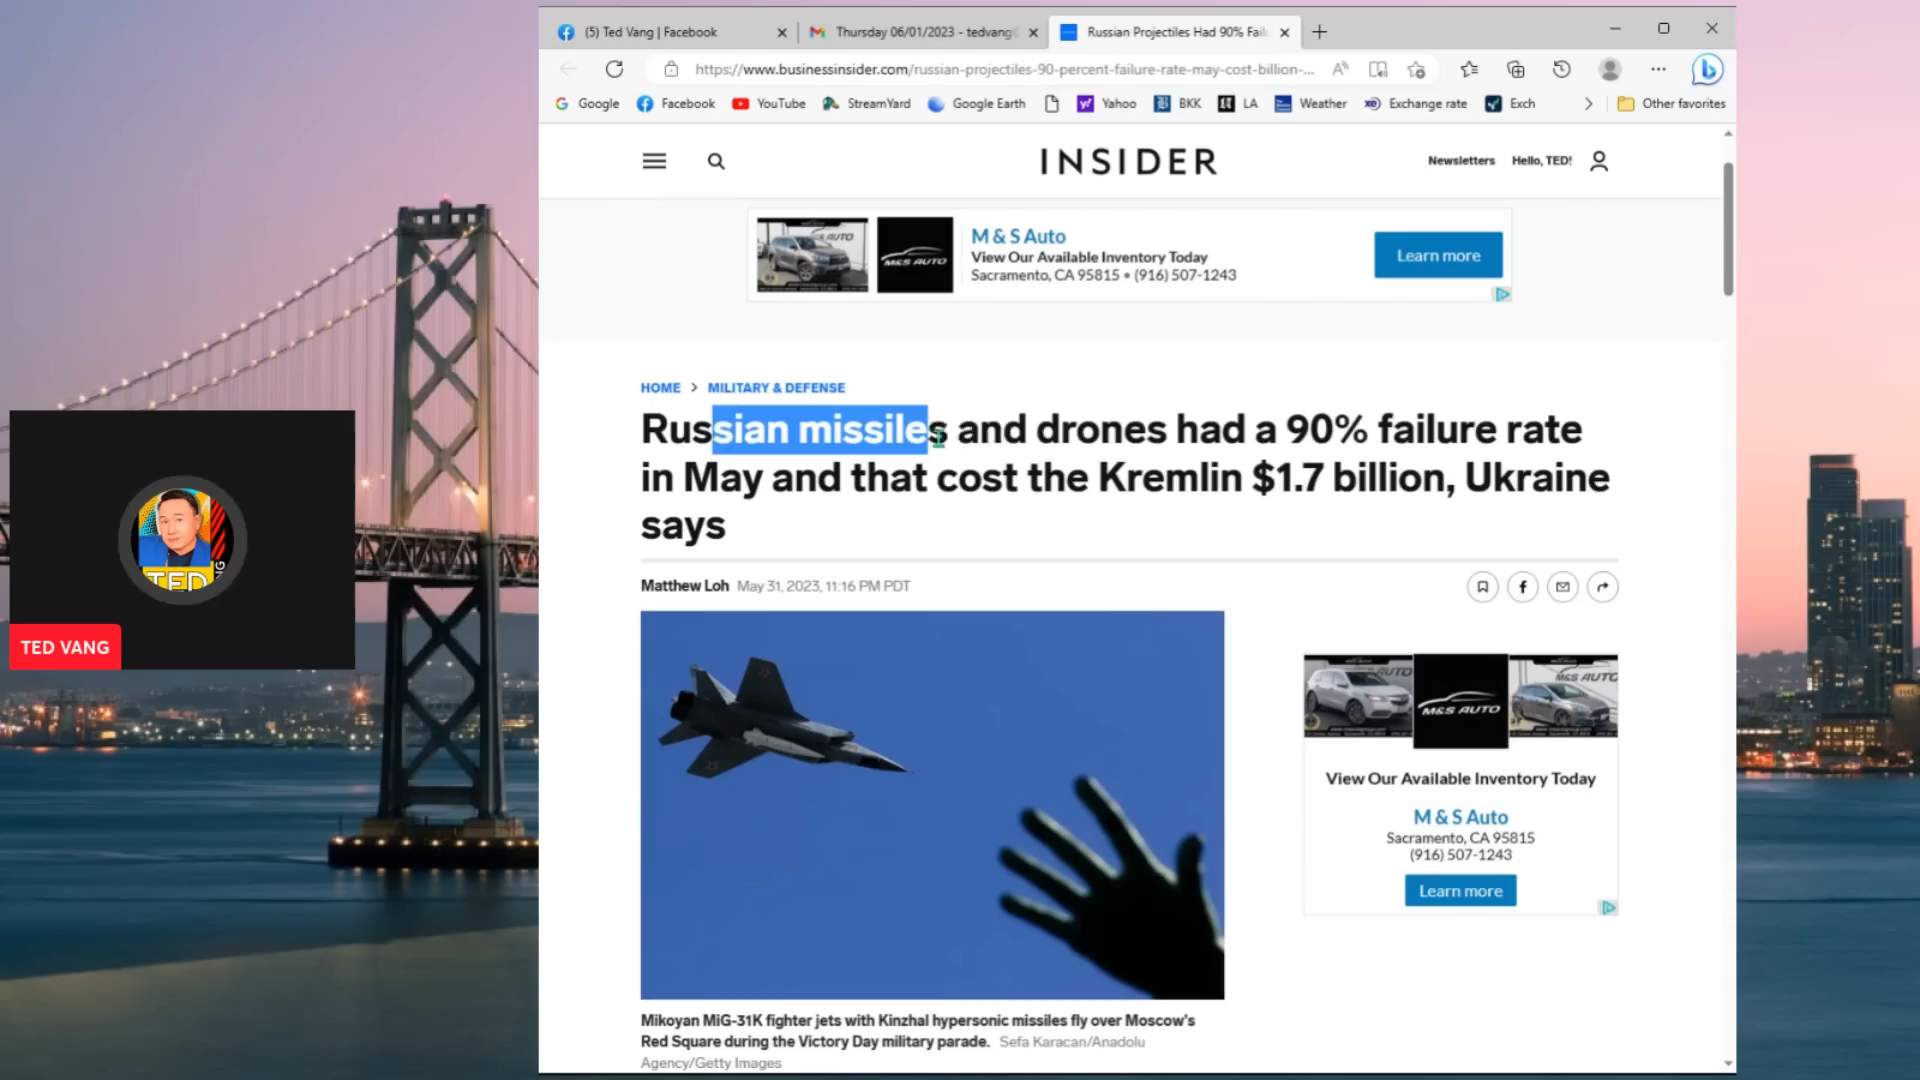 (5) Ted Vang | Facebook
Thursday 06/01/2023 - tedvang
Russian Projectiles Had 90% Fail
https://www.businessinsider.com/russian-projectiles-90-percent-failure-rate-may-cost-billion-...
Google
Facebook
YouTube
StreamYard
Google Earth
Yahoo
BKK
LA
Weather
Exchange rate
Exch
Other favorites
INSIDER
Newsletters
Hello, TED!
M&S AUTO
M & S Auto
View Our Available Inventory Today
Sacramento, CA 95815 • (916) 507-1243
Learn more
HOME > MILITARY & DEFENSE
Russian missiles and drones had a 90% failure rate
in May and that cost the Kremlin $1.7 billion, Ukraine
says
Matthew Loh May 31, 2023, 11:16 PM PDT
TED
TED VANG
M&S AUTO
View Our Available Inventory Today
M & S Auto
Sacramento, CA 95815
(916) 507-1243
Learn more
Mikoyan MiG-31K fighter jets with Kinzhal hypersonic missiles fly over Moscow's
Red Square during the Victory Day military parade. Sefa Karacan/Anadolu
Agency/Getty Images